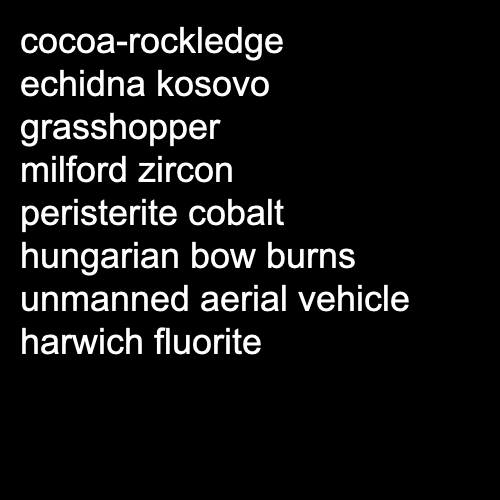 cocoa-rockledge
echidna kosovo
grasshopper
milford zircon
peristerite cobalt
hungarian bow burns
unmanned aerial vehicle
harwich fluorite